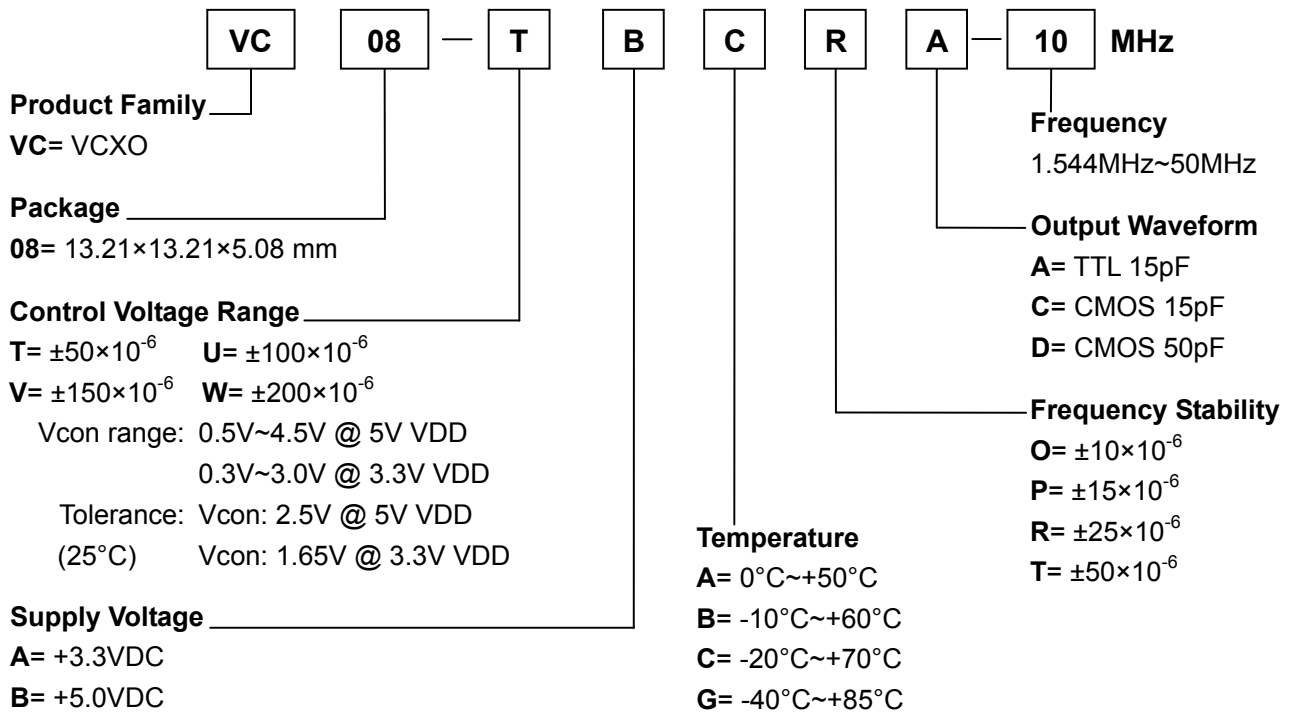 VC 08 — T B C R A — 10 MHz
Product Family
VC= VCXO
Package
08= 13.21×13.21×5.08 mm
Control Voltage Range
T= ±50×10⁻⁶ U= ±100×10⁻⁶
V= ±150×10⁻⁶ W= ±200×10⁻⁶
Vcon range: 0.5V~4.5V @ 5V VDD
0.3V~3.0V @ 3.3V VDD
Tolerance: Vcon: 2.5V @ 5V VDD
(25°C) Vcon: 1.65V @ 3.3V VDD
Supply Voltage
A= +3.3VDC
B= +5.0VDC
Temperature
A= 0°C~+50°C
B= -10°C~+60°C
C= -20°C~+70°C
G= -40°C~+85°C
Frequency
1.544MHz~50MHz
Output Waveform
A= TTL 15pF
C= CMOS 15pF
D= CMOS 50pF
Frequency Stability
O= ±10×10⁻⁶
P= ±15×10⁻⁶
R= ±25×10⁻⁶
T= ±50×10⁻⁶